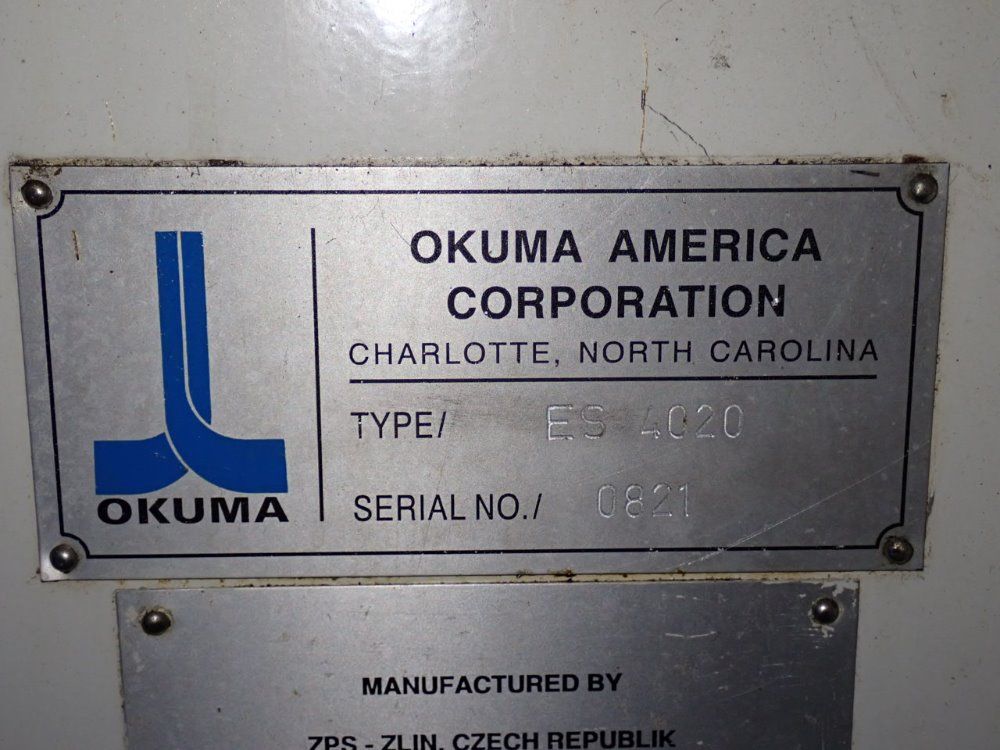 OKUMA AMERICA
CORPORATION
CHARLOTTE, NORTH CAROLINA
TYPE/ ES 4020
SERIAL NO./ 0821
OKUMA
MANUFACTURED BY
ZPS - ZLIN, CZECH REPUBLIK